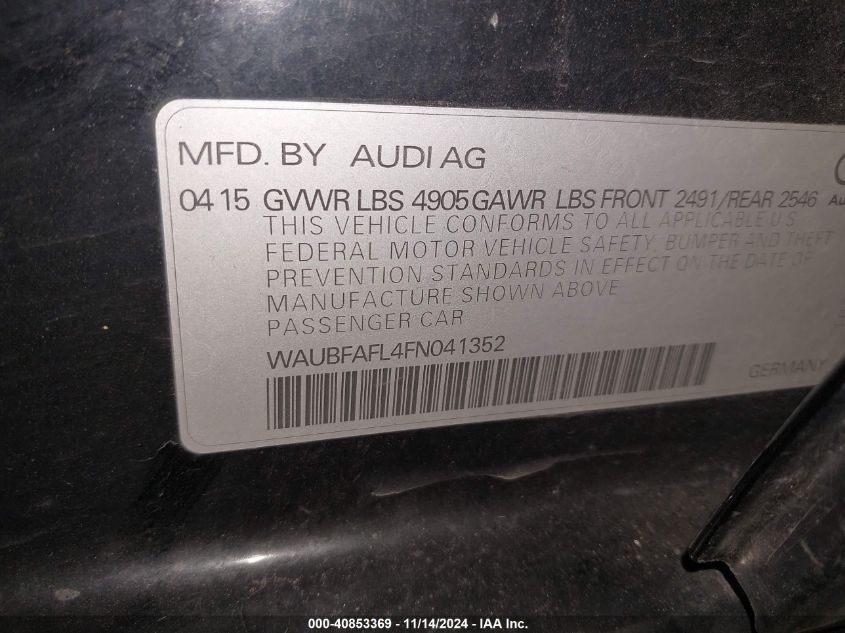 MFD. BY AUDI AG
04 15 GVWR LBS 4905 GAWR LBS FRONT 2491/REAR 2546
THIS VEHICLE CONFORMS TO ALL APPLICABLE U S
FEDERAL MOTOR VEHICLE SAFETY, BUMPER AND THEFT
PREVENTION STANDARDS IN EFFECT ON THE DATE OF
MANUFACTURE SHOWN ABOVE
PASSENGER CAR
WAUBFAFL4FN041352
GERMANY
000-40853369 - 11/14/2024 - IAA Inc.